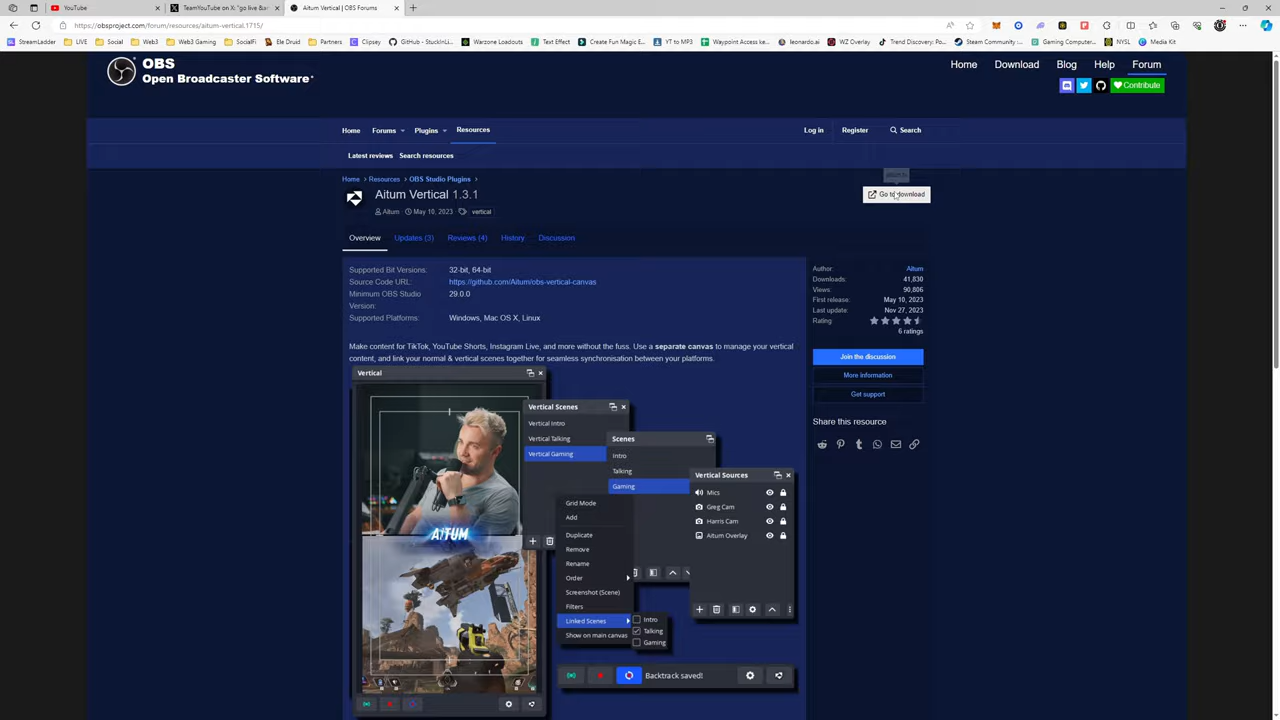 YouTube
TeamYouTube on X: "go live &lan
Aitum Vertical | OBS Forums
https://obsproject.com/forum/resources/aitum-vertical.1715/
StreamLadder
LIVE
Social
Web3
Web3 Gaming
SocialFi
Ele Druid
Partners
Clipsey
GitHub - StuckInLi...
Warzone Loadouts
Text Effect
Create Fun Magic E...
YT to MP3
Waypoint Access ke...
leonardo.ai
WZ Overlay
Trend Discovery: Po...
Steam Community :...
Gaming Computer...
NYSL
Media Kit
OBS
Open Broadcaster Software*
Home
Download
Blog
Help
Forum
Contribute
Home
Forums
Plugins
Resources
Log in
Register
Search
Latest reviews
Search resources
Home
Resources
OBS Studio Plugins
Aitum Vertical 1.3.1
Go to download
Aitum
May 10, 2023
vertical
Overview
Updates (3)
Reviews (4)
History
Discussion
Supported Bit Versions:
32-bit, 64-bit
Source Code URL:
https://github.com/Aitum/obs-vertical-canvas
Minimum OBS Studio Version:
29.0.0
Supported Platforms:
Windows, Mac OS X, Linux
Make content for TikTok, YouTube Shorts, Instagram Live, and more without the fuss. Use a separate canvas to manage your vertical
content, and link your normal & vertical scenes together for seamless synchronisation between your platforms.
Vertical
AiTUM
Vertical Scenes
Vertical Intro
Vertical Talking
Vertical Gaming
Scenes
Intro
Talking
Gaming
Grid Mode
Add
Duplicate
Remove
Rename
Order
Screenshot (Scene)
Filters
Linked Scenes
Show on main canvas
Intro
Talking
Gaming
Vertical Sources
Mics
Greg Cam
Harris Cam
Aitum Overlay
Backtrack saved!
Author:
Aitum
Downloads:
41,830
Views:
90,806
First release:
May 10, 2023
Last update:
Nov 27, 2023
Rating
6 ratings
Join the discussion
More information
Get support
Share this resource